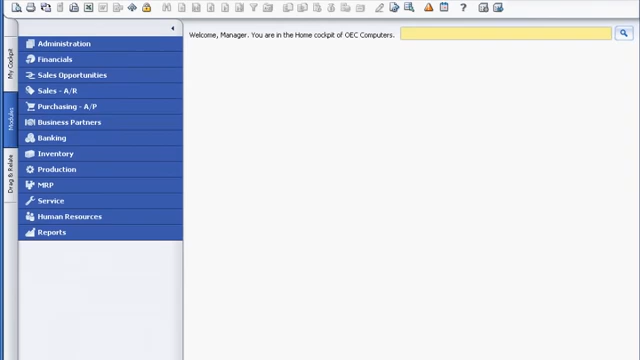 Welcome, Manager. You are in the Home cockpit of OEC Computers.
My Cockpit
Modules
Drag & Relate
Administration
Financials
Sales Opportunities
Sales - A/R
Purchasing - A/P
Business Partners
Banking
Inventory
Production
MRP
Service
Human Resources
Reports